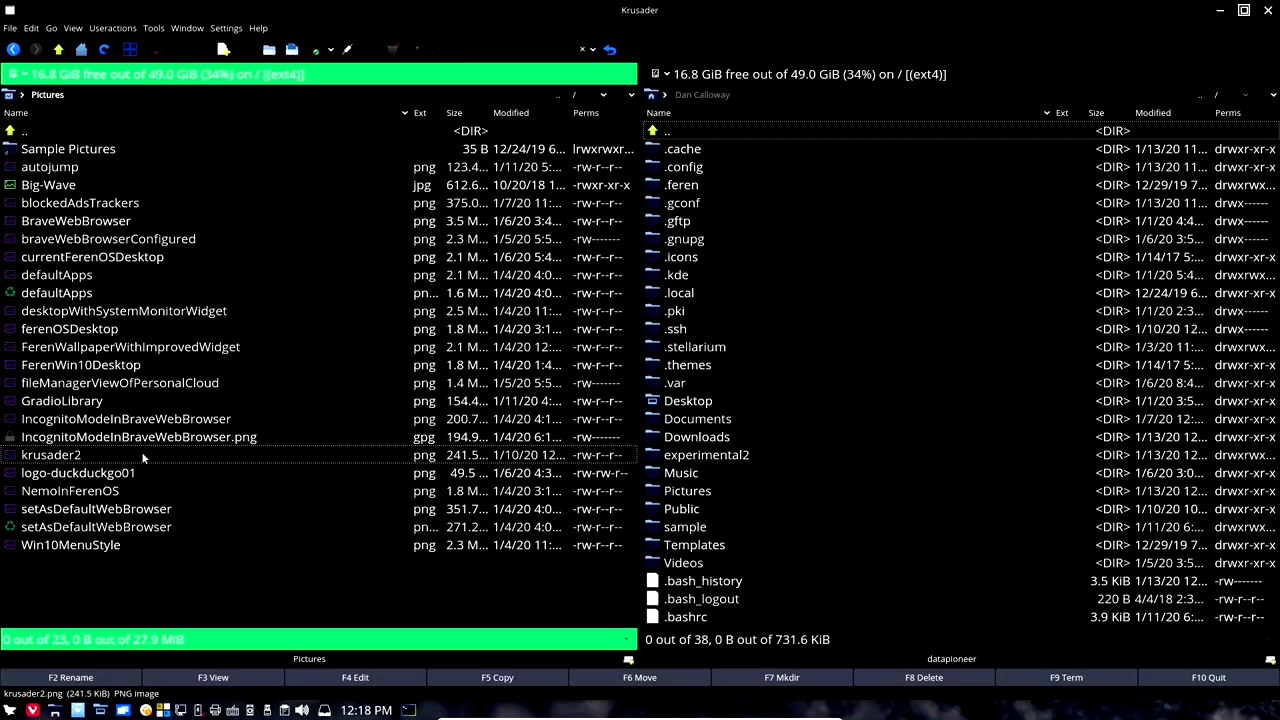 Krusader
File Edit Go View Useractions Tools Window Settings Help
16.8 GiB free out of 49.0 GiB (34%) on / [(ext4)]
Pictures .. /
Name Ext Size Modified Perms
.. <DIR>
Sample Pictures 35 B 12/24/19 6... lrwxrwxr...
autojump png 123.4... 1/11/20 5:... -rw-r--r--
Big-Wave jpg 612.6... 10/20/18 1... -rwxr-xr-x
blockedAdsTrackers png 375.0... 1/7/20 11:... -rw-r--r--
BraveWebBrowser png 3.5 M... 1/6/20 3:4... -rw-r--r--
braveWebBrowserConfigured png 2.3 M... 1/5/20 5:5... -rw-------
currentFerenOSDesktop png 2.1 M... 1/6/20 5:4... -rw-r--r--
defaultApps png 2.1 M... 1/4/20 4:0... -rw-r--r--
defaultApps pn... 1.6 M... 1/4/20 4:0... -rw-r--r--
desktopWithSystemMonitorWidget png 2.5 M... 1/4/20 11:... -rw-r--r--
ferenOSDesktop png 1.8 M... 1/4/20 3:1... -rw-r--r--
FerenWallpaperWithImprovedWidget png 2.1 M... 1/4/20 12:... -rw-r--r--
FerenWin10Desktop png 1.8 M... 1/4/20 1:4... -rw-r--r--
fileManagerViewOfPersonalCloud png 1.4 M... 1/5/20 5:5... -rw-------
GradioLibrary png 154.4... 1/4/20 11:... -rw-r--r--
IncognitoModeInBraveWebBrowser png 200.7... 1/4/20 4:1... -rw-r--r--
IncognitoModeInBraveWebBrowser.png gpg 194.9... 1/4/20 6:1... -rw-------
krusader2 png 241.5... 1/10/20 12... -rw-r--r--
logo-duckduckgo01 png 49.5 ... 1/6/20 4:3... -rw-rw-r--
NemoInFerenOS png 1.8 M... 1/4/20 3:1... -rw-r--r--
setAsDefaultWebBrowser png 351.7... 1/4/20 4:0... -rw-r--r--
setAsDefaultWebBrowser pn... 271.2... 1/4/20 4:0... -rw-r--r--
Win10MenuStyle png 2.3 M... 1/4/20 11:... -rw-r--r--
0 out of 23, 0 B out of 27.9 MiB
Pictures
16.8 GiB free out of 49.0 GiB (34%) on / [(ext4)]
Dan Calloway .. /
Name Ext Size Modified Perms
.. <DIR>
.cache <DIR> 1/13/20 11... drwxr-xr-x
.config <DIR> 1/13/20 11... drwxr-xr-x
.feren <DIR> 12/29/19 7... drwxrwx...
.gconf <DIR> 1/13/20 11... drwx------
.gftp <DIR> 1/1/20 4:4... drwx------
.gnupg <DIR> 1/6/20 3:5... drwx------
.icons <DIR> 1/14/17 5:... drwxr-xr-x
.kde <DIR> 1/1/20 5:4... drwxrwx...
.local <DIR> 12/24/19 6... drwxr-xr-x
.pki <DIR> 1/1/20 2:3... drwx------
.ssh <DIR> 1/10/20 12... drwx------
.stellarium <DIR> 1/3/20 11:... drwxrwx...
.themes <DIR> 1/14/17 5:... drwxr-xr-x
.var <DIR> 1/6/20 8:4... drwxr-xr-x
Desktop <DIR> 1/4/20 11:... drwxr-xr-x
Documents <DIR> 1/7/20 12:... drwxr-xr-x
Downloads <DIR> 1/13/20 12... drwxr-xr-x
experimental2 <DIR> 1/10/20 12... drwxrwx...
Music <DIR> 1/13/20 12... drwxr-xr-x
Pictures <DIR> 1/13/20 12... drwxr-xr-x
Public <DIR> 1/10/20 10... drwxr-xr-x
sample <DIR> 1/11/20 6:... drwxrwx...
Templates <DIR> 12/29/19 7... drwxr-xr-x
Videos <DIR> 1/5/20 3:5... drwxr-xr-x
.bash_history 3.5 KiB 1/13/20 12... -rw-------
.bash_logout 220 B 4/4/18 2:3... -rw-r--r--
.bashrc 3.9 KiB 1/11/20 6:... -rw-r--r--
0 out of 38, 0 B out of 731.6 KiB
datapioneer
F2 Rename F3 View F4 Edit F5 Copy F6 Move F7 Mkdir F8 Delete F9 Term F10 Quit
krusader2.png (241.5 KiB) PNG image
12:18 PM